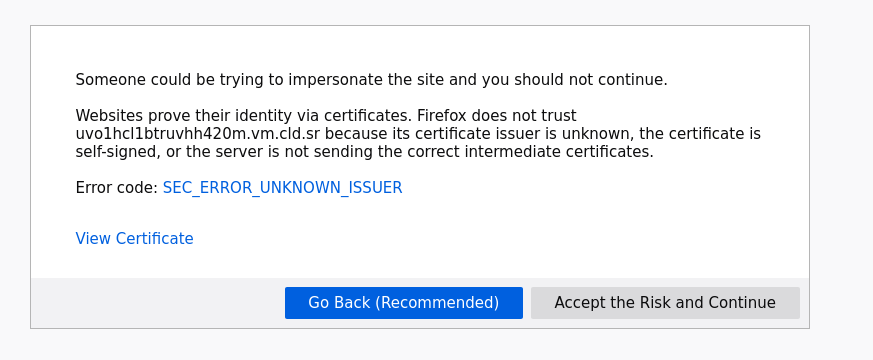 Someone could be trying to impersonate the site and you should not continue.
Websites prove their identity via certificates. Firefox does not trust
uvo1hcl1btruvhh420m.vm.cld.sr because its certificate issuer is unknown, the certificate is
self-signed, or the server is not sending the correct intermediate certificates.
Error code: SEC_ERROR_UNKNOWN_ISSUER
View Certificate
Go Back (Recommended)
Accept the Risk and Continue